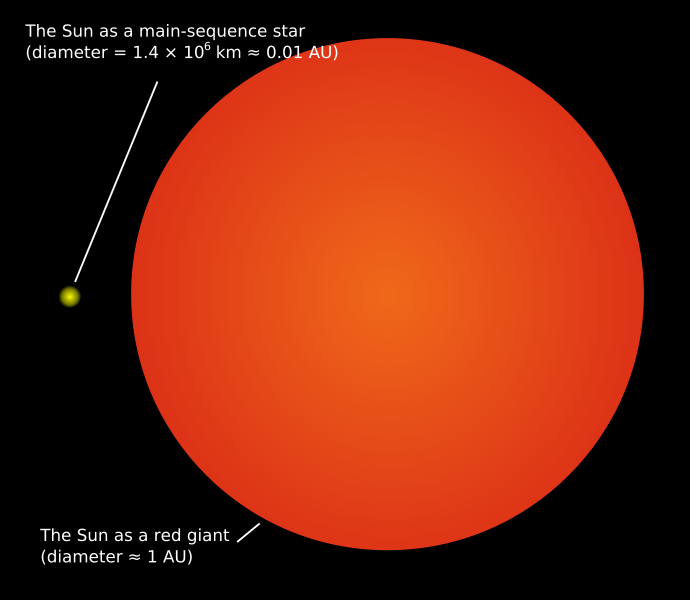 The Sun as a main-sequence star
(diameter = 1.4 × 10⁶ km ≈ 0.01 AU)
The Sun as a red giant
(diameter ≈ 1 AU)